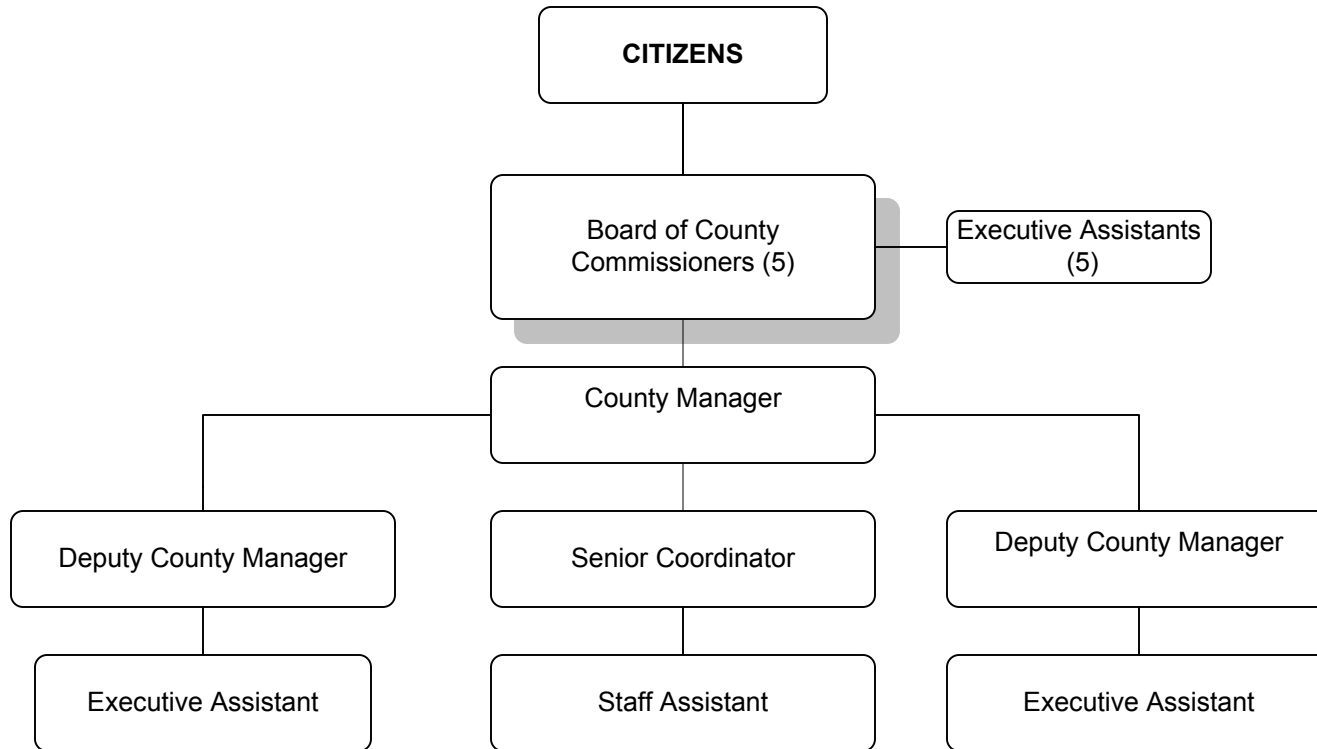 CITIZENS
Board of County
Commissioners (5)
Executive Assistants
(5)
County Manager
Deputy County Manager
Senior Coordinator
Deputy County Manager
Executive Assistant
Staff Assistant
Executive Assistant